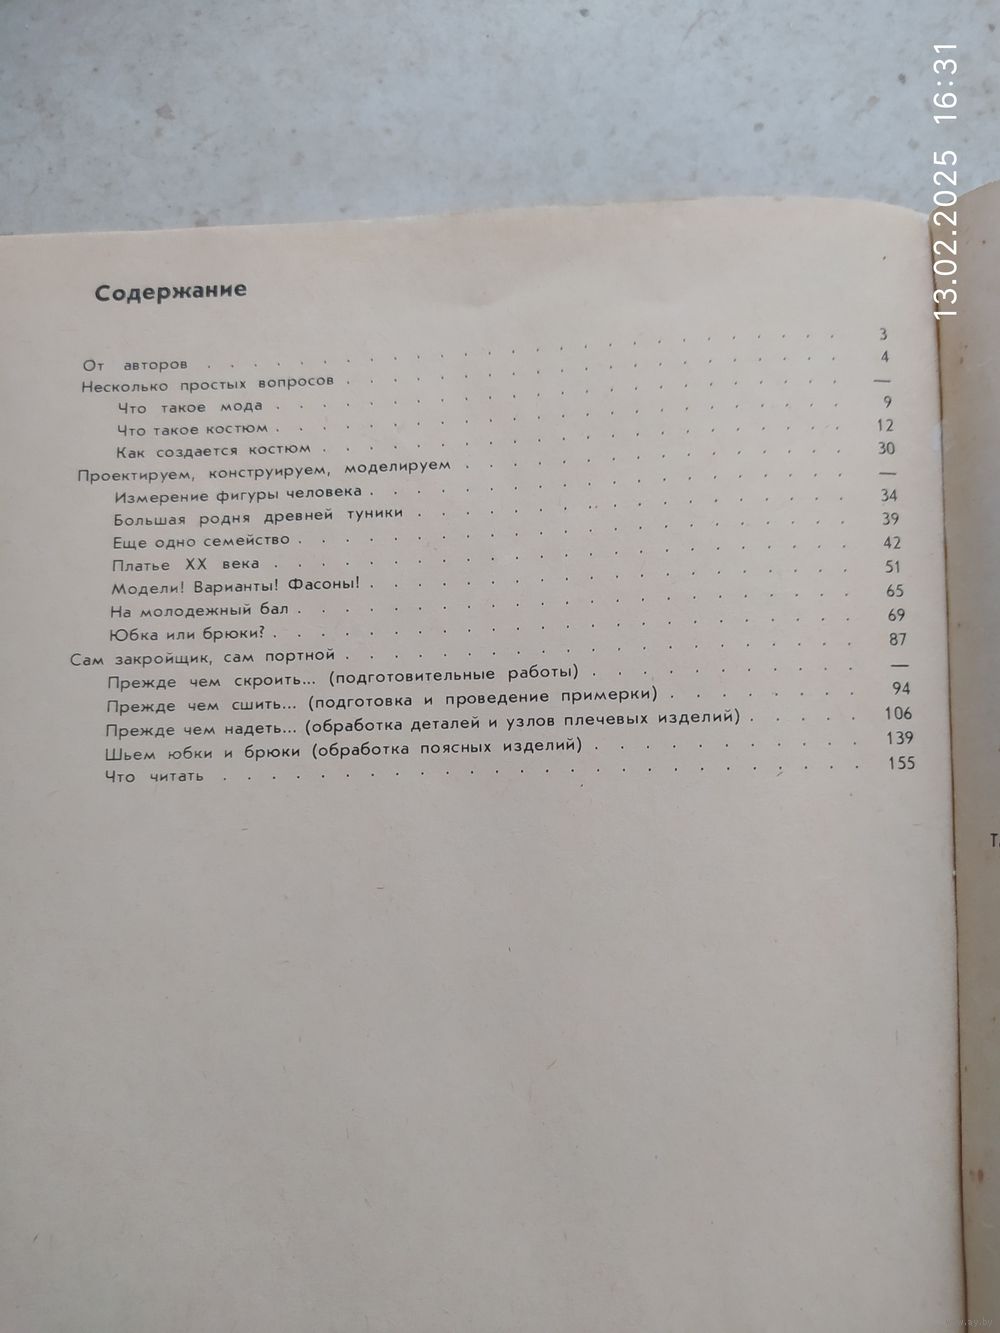 Содержание
От авторов . . . 3
Несколько простых вопросов . . . 4
Что такое мода . . . —
Что такое костюм . . . 9
Как создается костюм . . . 12
Проектируем, конструируем, моделируем . . . 30
Измерение фигуры человека . . . —
Большая родня древней туники . . . 34
Еще одно семейство . . . 39
Платье XX века . . . 42
Модели! Варианты! Фасоны! . . . 51
На молодежный бал . . . 65
Юбка или брюки? . . . 69
Сам закройщик, сам портной . . . 87
Прежде чем скроить... (подготовительные работы) . . . —
Прежде чем сшить... (подготовка и проведение примерки) . . . 94
Прежде чем надеть... (обработка деталей и узлов плечевых изделий) . . . 106
Шьем юбки и брюки (обработка поясных изделий) . . . 139
Что читать . . . 155
13.02.2025 16:31